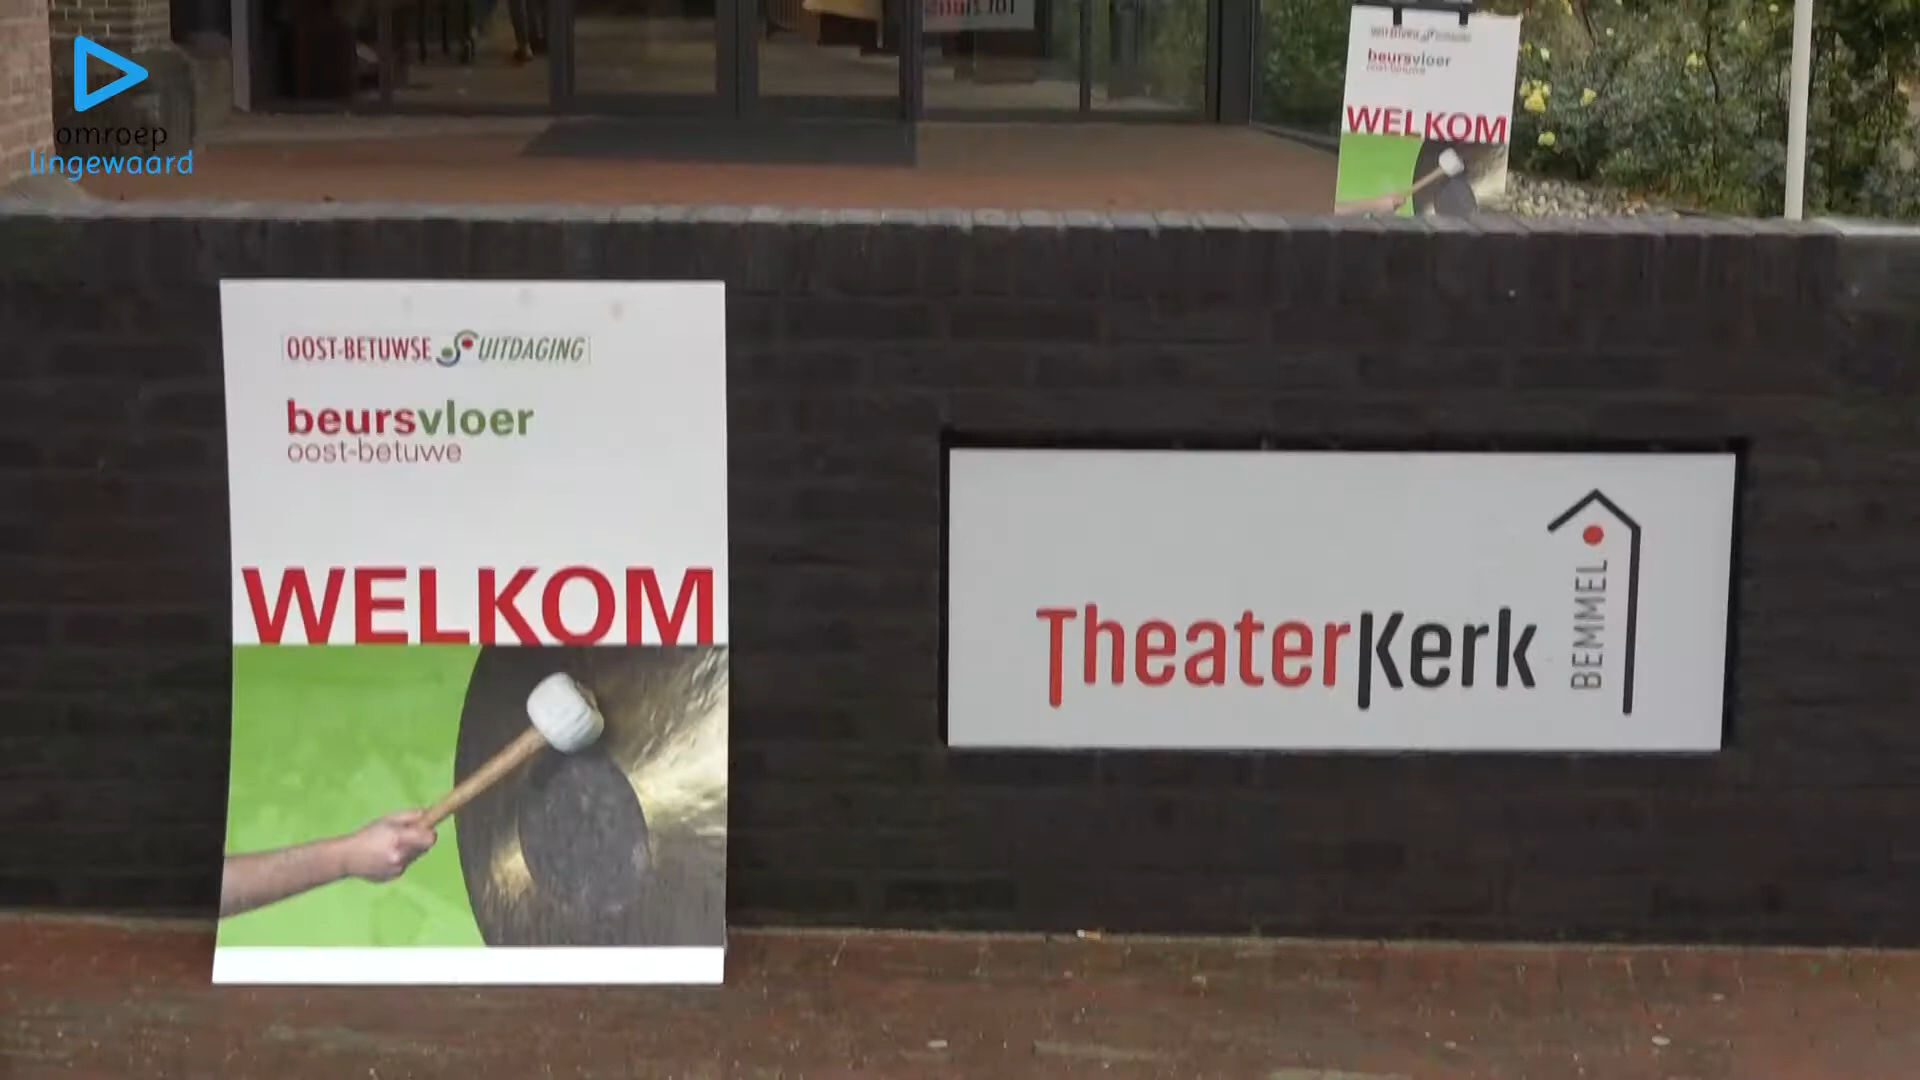 omroep
lingewaard
beursvloer
WELKOM
OOST-BETUWSE UITDAGING
beursvloer
oost-betuwe
WELKOM
TheaterKerk
BEMMEL